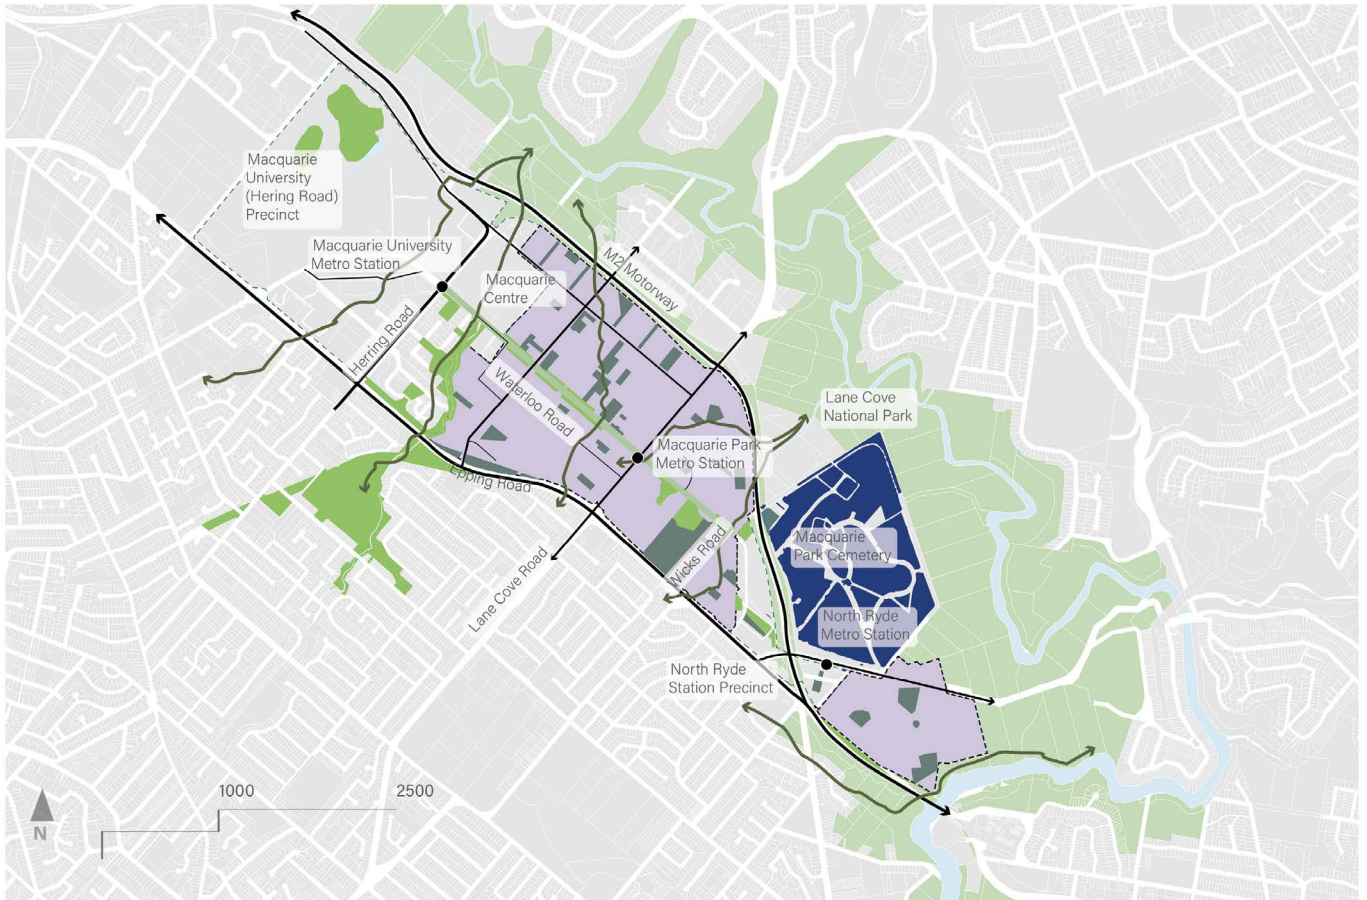 Macquarie
University
(Hering Road)
Precinct
Macquarie University
Metro Station
Macquarie
Centre
M2 Motorway
Herring Road
Waterloo Road
Lane Cove
National Park
Macquarie Park
Metro Station
Epping Road
Wicks Road
Macquarie
Park Cemetery
Lane Cove Road
North Ryde
Metro Station
North Ryde
Station Precinct
1000
2500
N